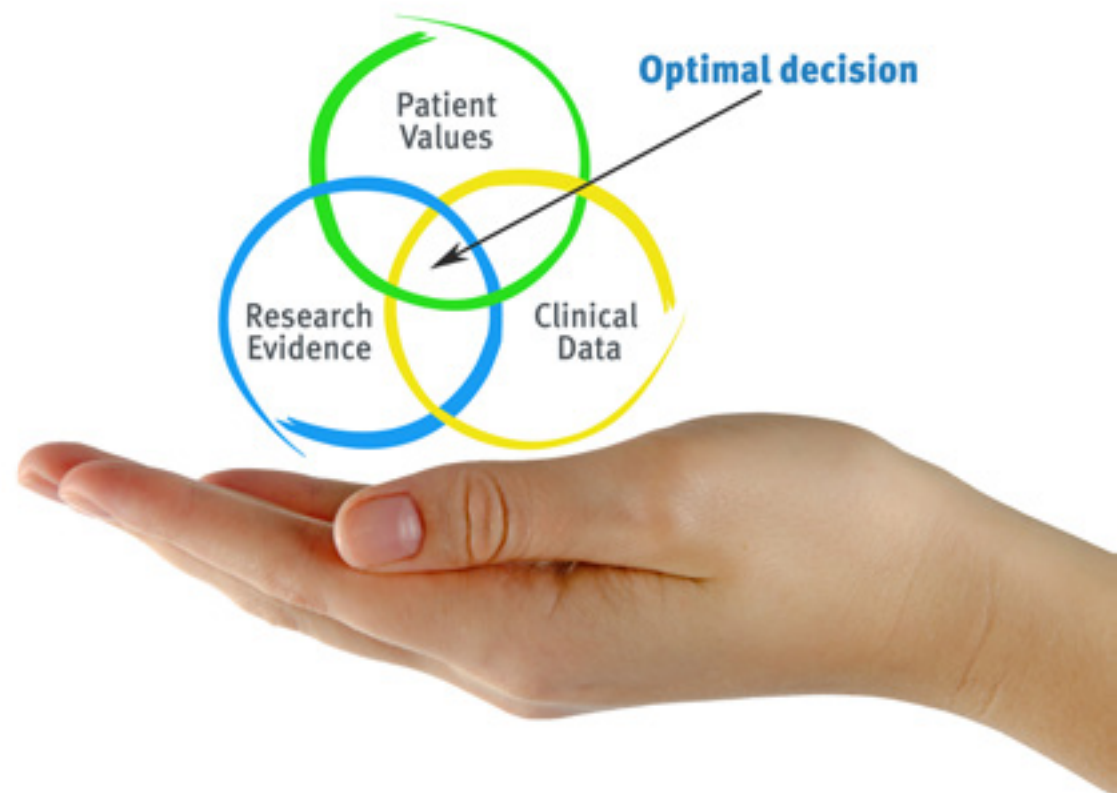 Optimal decision
Patient
Values
Research
Evidence
Clinical
Data